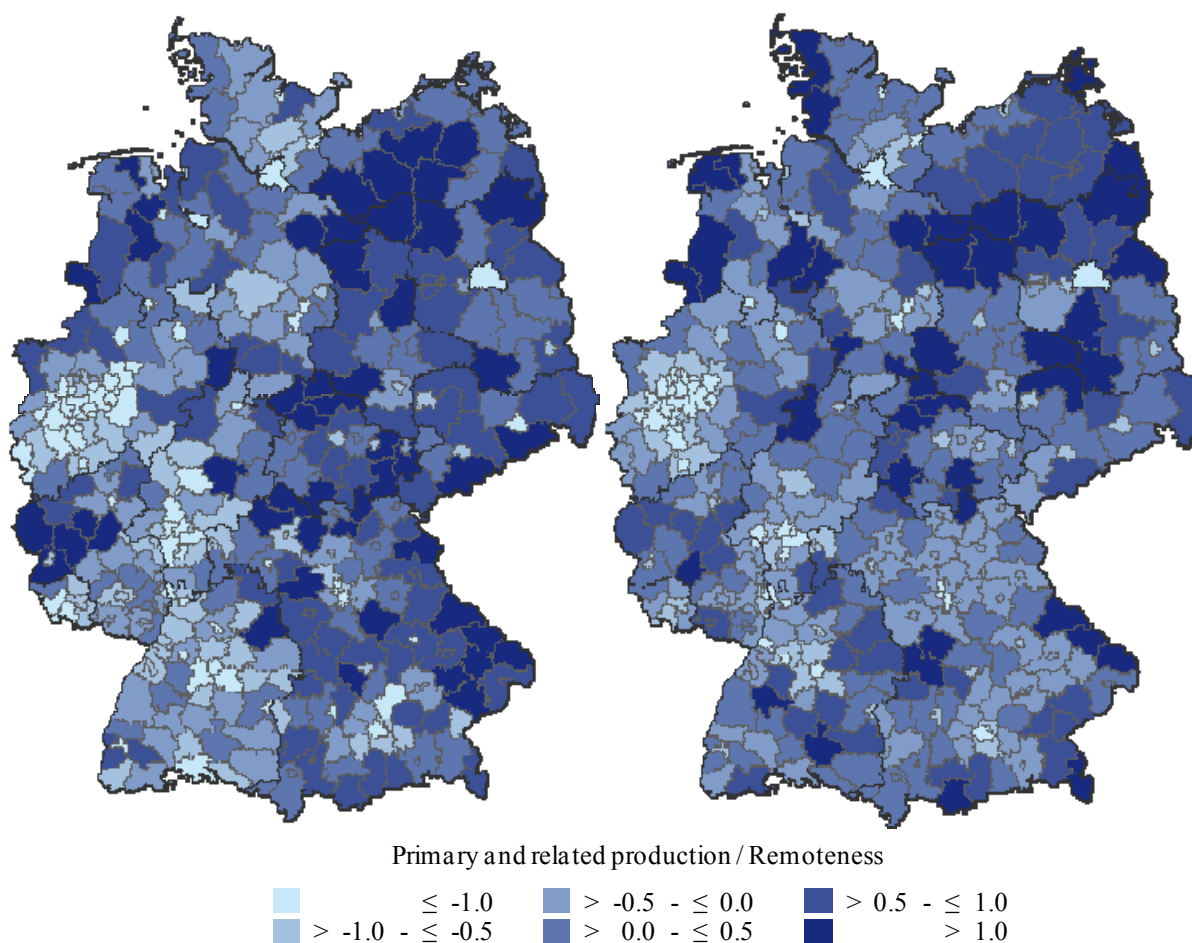 Primary and related production / Remoteness
≤ -1.0 > -0.5 - ≤ 0.0 > 0.5 - ≤ 1.0
> -1.0 - ≤ -0.5 > 0.0 - ≤ 0.5 > 1.0